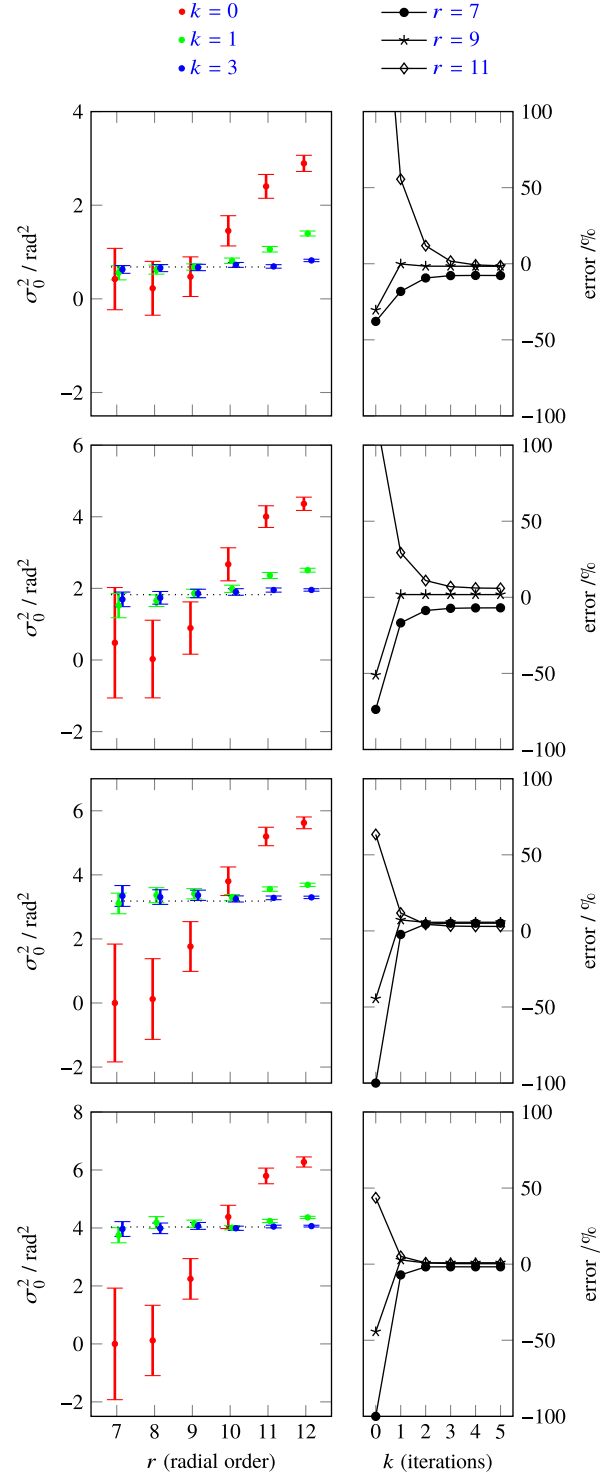 k = 0
k = 1
k = 3
r = 7
r = 9
r = 11
4
2
0
−2
σ₀² / rad²
100
50
0
−50
−100
error /%
6
4
2
0
−2
σ₀² / rad²
100
50
0
−50
−100
error /%
6
4
2
0
−2
σ₀² / rad²
100
50
0
−50
−100
error / %
8
6
4
2
0
−2
σ₀² / rad²
7 8 9 10 11 12
r (radial order)
100
50
0
−50
−100
error /%
0 1 2 3 4 5
k (iterations)